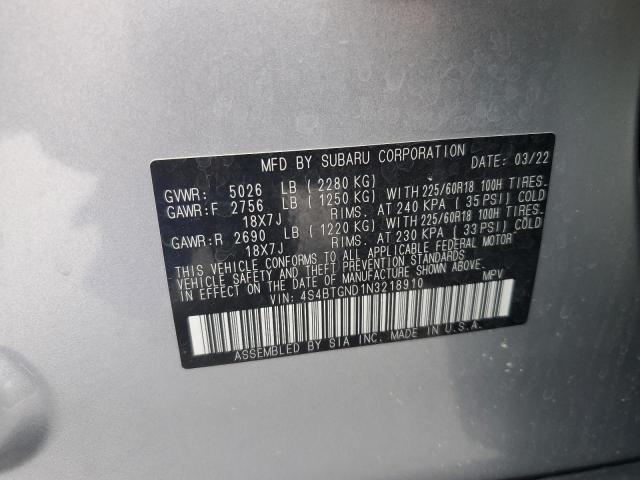 MFD BY SUBARU CORPORATION DATE: 03/22
GVWR: 5026 LB (2280 KG)
GAWR:F 2756 LB (1250 KG) WITH 225/60R18 100H TIRES.
18X7J RIMS. AT 240 KPA (35 PSI) COLD
GAWR:R 2690 LB (1220 KG) WITH 225/60R18 100H TIRES.
18X7J RIMS. AT 230 KPA (33 PSI) COLD
THIS VEHICLE CONFORMS TO ALL APPLICABLE FEDERAL MOTOR
VEHICLE SAFETY AND THEFT PREVENTION STANDARDS
IN EFFECT ON THE DATE OF MANUFACTURE SHOWN ABOVE.
VIN: 4S4BTGND1N3218910 MPV
ASSEMBLED BY SIA INC. MADE IN U.S.A.